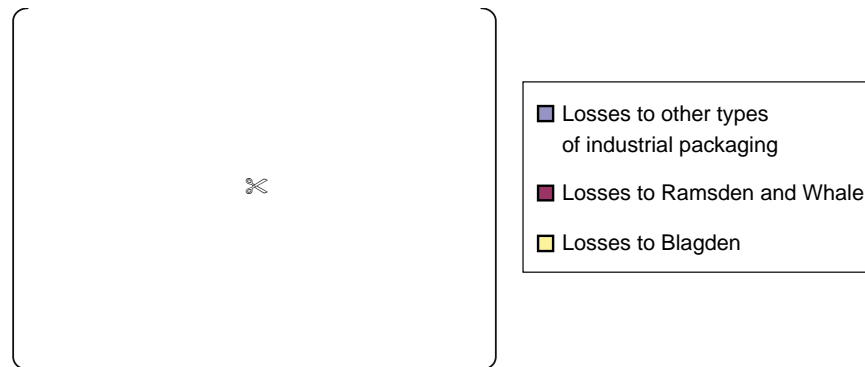 Losses to other types
of industrial packaging
Losses to Ramsden and Whale
Losses to Blagden